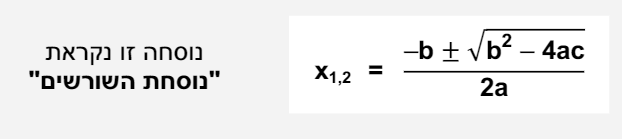 נוסחה זו נקראת
"נוסחת השורשים"
x₁,₂ = (–b ± √(b² – 4ac)) / 2a